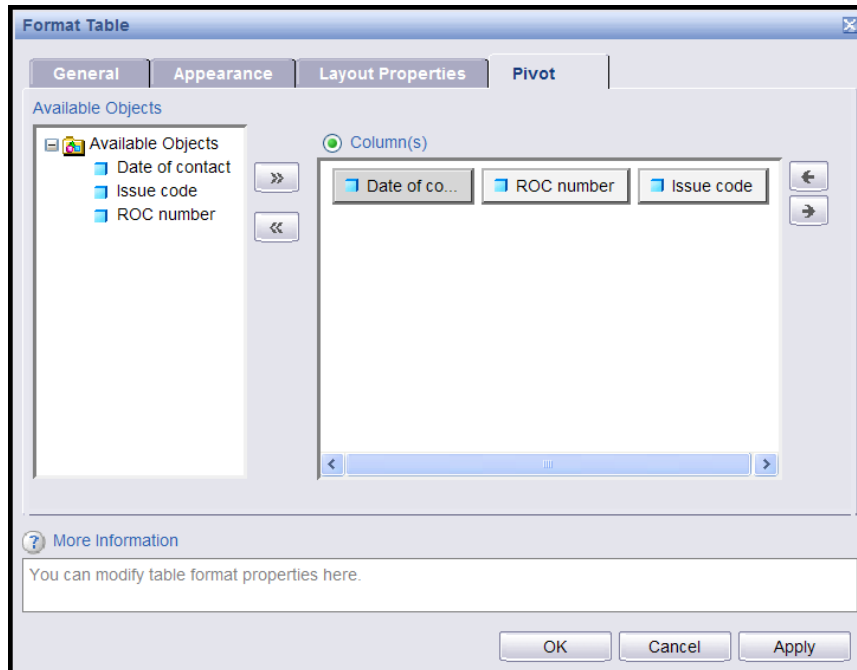 Format Table
General Appearance Layout Properties Pivot
Available Objects
Available Objects
Date of contact
Issue code
ROC number
Column(s)
Date of co... ROC number Issue code
More Information
You can modify table format properties here.
OK Cancel Apply